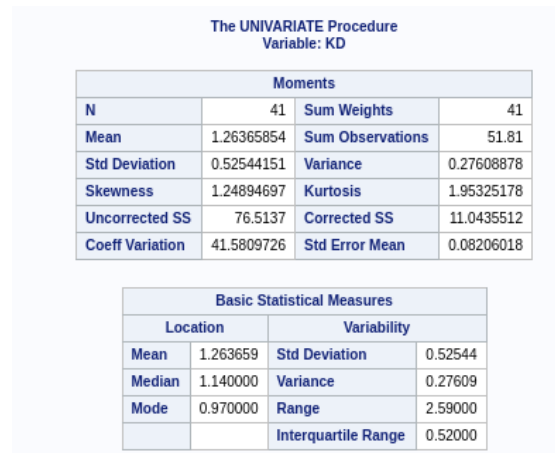 The UNIVARIATE Procedure
Variable: KD
Moments
N 41 Sum Weights 41
Mean 1.26365854 Sum Observations 51.81
Std Deviation 0.52544151 Variance 0.27608878
Skewness 1.24894697 Kurtosis 1.95325178
Uncorrected SS 76.5137 Corrected SS 11.0435512
Coeff Variation 41.5809726 Std Error Mean 0.08206018
Basic Statistical Measures
Location Variability
Mean 1.263659 Std Deviation 0.52544
Median 1.140000 Variance 0.27609
Mode 0.970000 Range 2.59000
Interquartile Range 0.52000